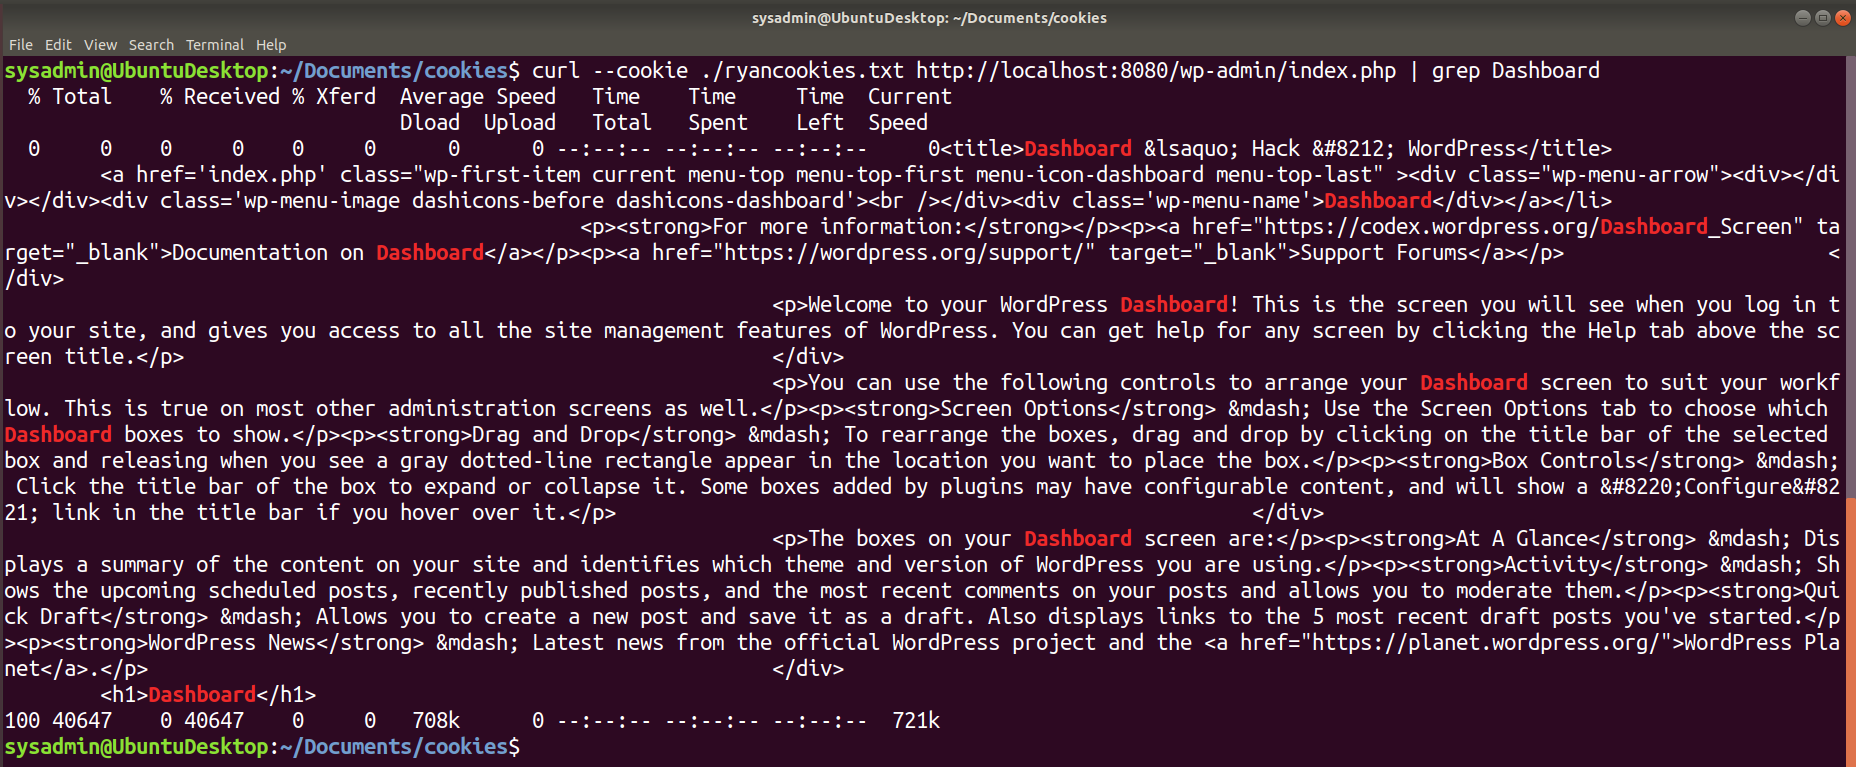 sysadmin@UbuntuDesktop: ~/Documents/cookies
File Edit View Search Terminal Help
sysadmin@UbuntuDesktop:~/Documents/cookies$ curl --cookie ./ryancookies.txt http://localhost:8080/wp-admin/index.php | grep Dashboard
  % Total    % Received % Xferd  Average Speed   Time    Time     Time  Current
                                 Dload  Upload   Total   Spent    Left  Speed
  0     0    0     0    0     0      0      0 --:--:-- --:--:-- --:--:--     0<title>Dashboard &lsaquo; Hack &#8212; WordPress</title>
        <a href='index.php' class="wp-first-item current menu-top menu-top-first menu-icon-dashboard menu-top-last" ><div class="wp-menu-arrow"><div></di
v></div><div class='wp-menu-image dashicons-before dashicons-dashboard'><br /></div><div class='wp-menu-name'>Dashboard</div></a></li>
                                                <p><strong>For more information:</strong></p><p><a href="https://codex.wordpress.org/Dashboard_Screen" ta
rget="_blank">Documentation on Dashboard</a></p><p><a href="https://wordpress.org/support/" target="_blank">Support Forums</a></p>                      <
/div>
                                                                <p>Welcome to your WordPress Dashboard! This is the screen you will see when you log in t
o your site, and gives you access to all the site management features of WordPress. You can get help for any screen by clicking the Help tab above the sc
reen title.</p>                                                 </div>
                                                                <p>You can use the following controls to arrange your Dashboard screen to suit your workf
low. This is true on most other administration screens as well.</p><p><strong>Screen Options</strong> &mdash; Use the Screen Options tab to choose which
Dashboard boxes to show.</p><p><strong>Drag and Drop</strong> &mdash; To rearrange the boxes, drag and drop by clicking on the title bar of the selected
box and releasing when you see a gray dotted-line rectangle appear in the location you want to place the box.</p><p><strong>Box Controls</strong> &mdash;
 Click the title bar of the box to expand or collapse it. Some boxes added by plugins may have configurable content, and will show a &#8220;Configure&#82
21; link in the title bar if you hover over it.</p>                                                     </div>
                                                                <p>The boxes on your Dashboard screen are:</p><p><strong>At A Glance</strong> &mdash; Dis
plays a summary of the content on your site and identifies which theme and version of WordPress you are using.</p><p><strong>Activity</strong> &mdash; Sh
ows the upcoming scheduled posts, recently published posts, and the most recent comments on your posts and allows you to moderate them.</p><p><strong>Qui
ck Draft</strong> &mdash; Allows you to create a new post and save it as a draft. Also displays links to the 5 most recent draft posts you've started.</p
><p><strong>WordPress News</strong> &mdash; Latest news from the official WordPress project and the <a href="https://planet.wordpress.org/">WordPress Pla
net</a>.</p>                                                    </div>
        <h1>Dashboard</h1>
100 40647    0 40647    0     0   708k      0 --:--:-- --:--:-- --:--:--  721k
sysadmin@UbuntuDesktop:~/Documents/cookies$